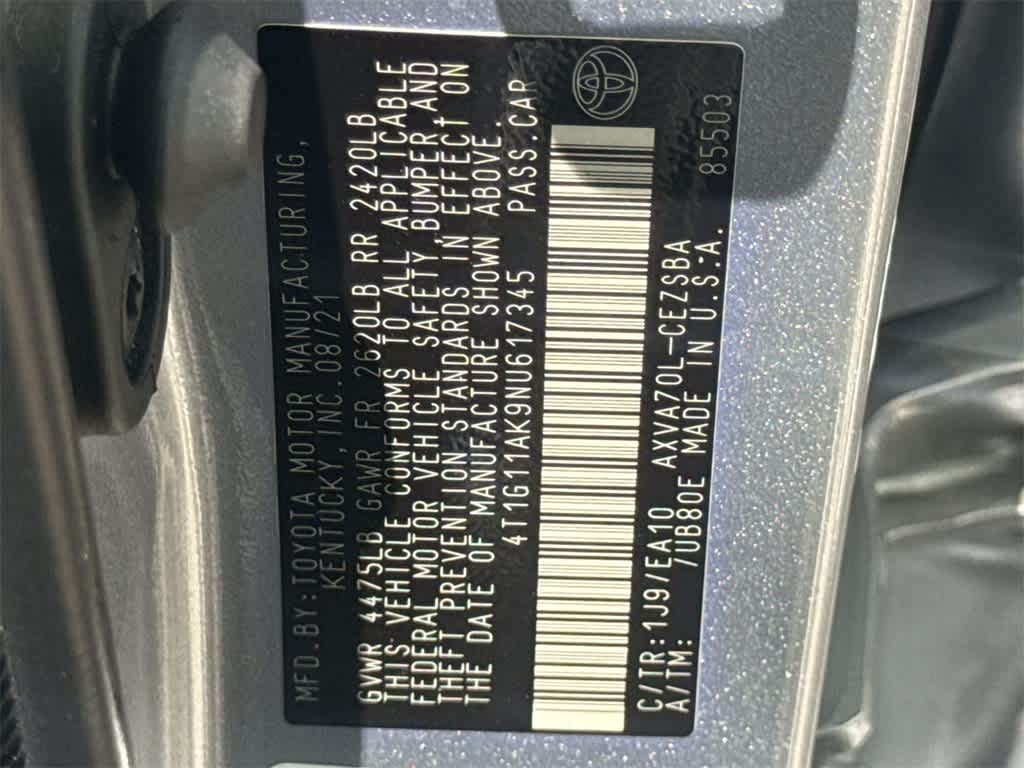 MFD.BY:TOYOTA MOTOR MANUFACTURING,
KENTUCKY,INC.08/21
GVWR 4475LB GAWR FR 2620LB RR 2420LB
THIS VEHICLE CONFORMS TO ALL APPLICABLE
FEDERAL MOTOR VEHICLE SAFETY,BUMPER AND
THEFT PREVENTION STANDARDS IN EFFECT ON
THE DATE OF MANUFACTURE SHOWN ABOVE.
4T1G11AK9NU617345 PASS.CAR
C/TR:1J9/EA10 AXVA70L-CEZSBA
A/TM: /UB80E MADE IN U.S.A. 85503